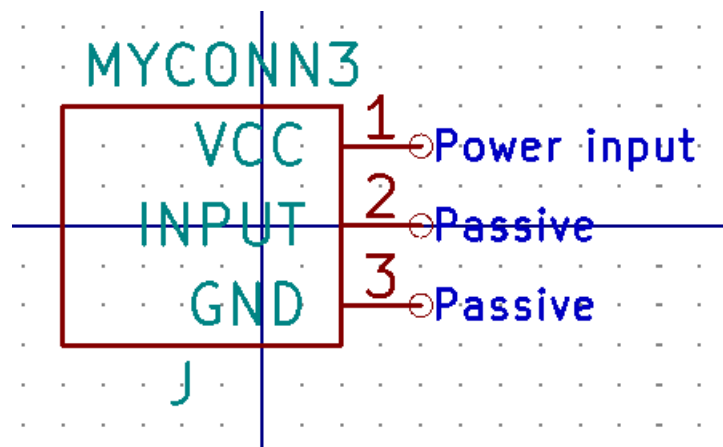 MYCONN3
VCC 1 Power input
INPUT 2 Passive
GND 3 Passive
J